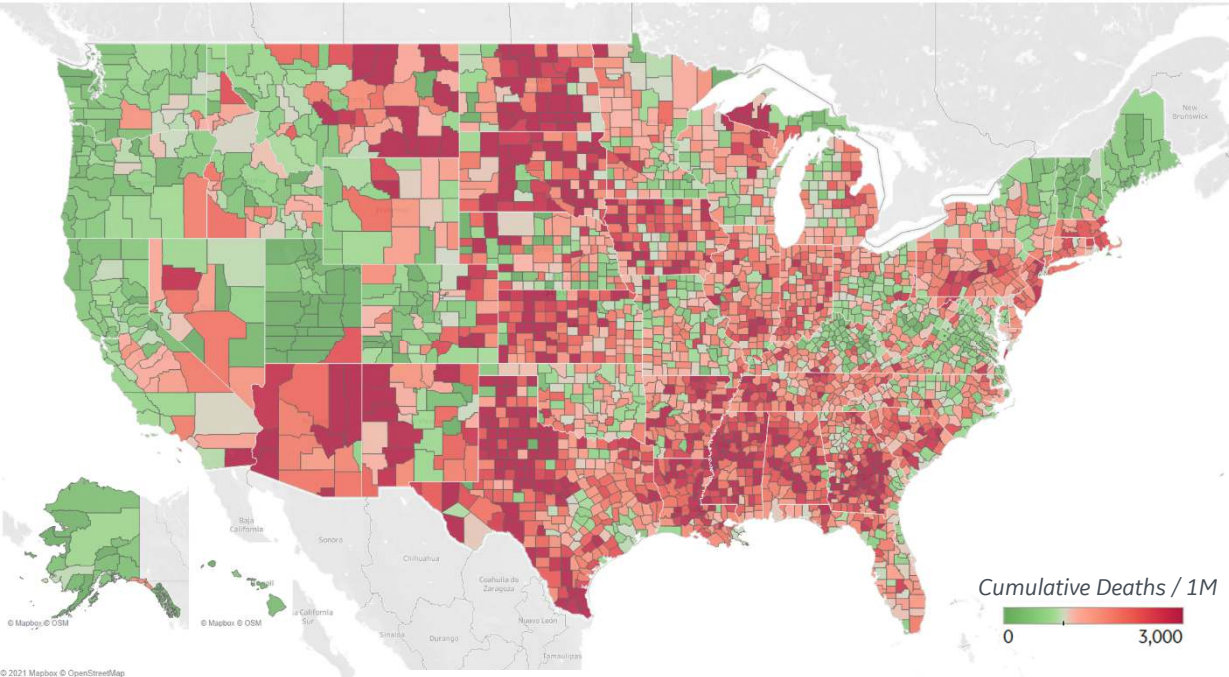 New
Brunswick
Baja
California
Sonora
Chihuahua
Coahuila de
Zaragoza
Nuevo León
Sinaloa
Durango
Tamaulipas
a California
Sur
© Mapbox © OSM
© Mapbox © OSM
Cumulative Deaths / 1M
0
3,000
© 2021 Mapbox © OpenStreetMap